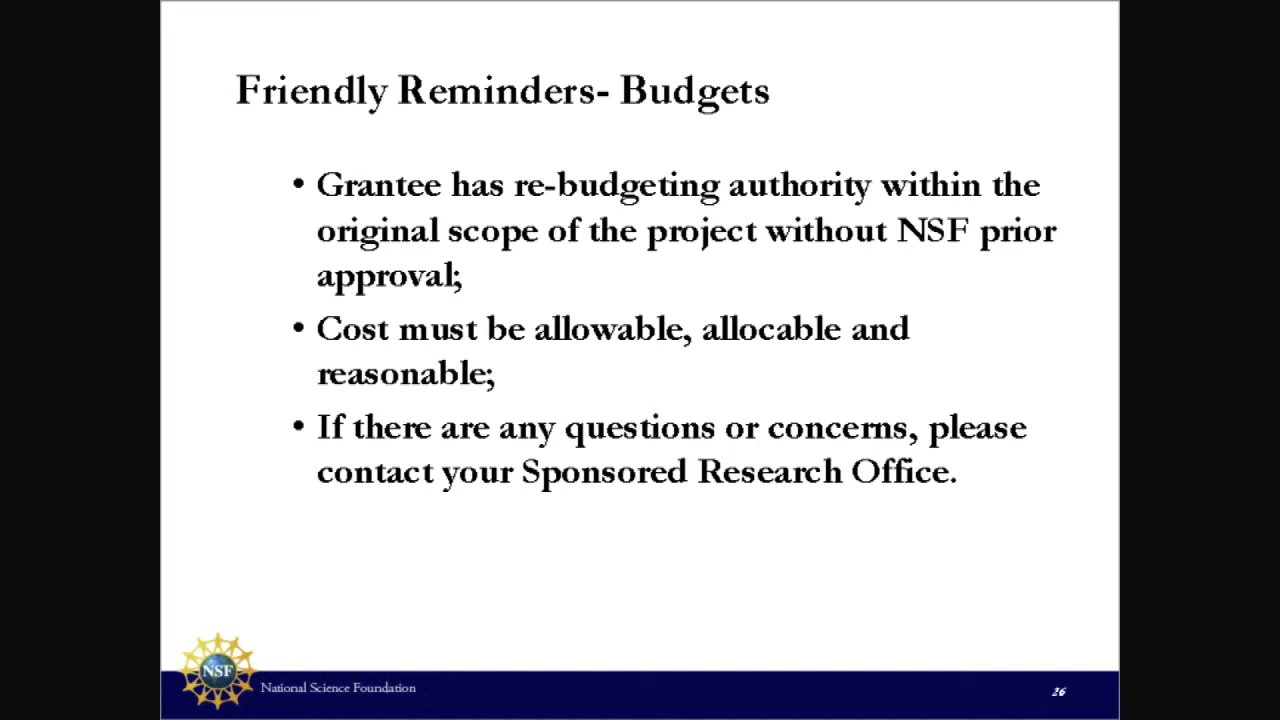 Friendly Reminders- Budgets
• Grantee has re-budgeting authority within the
original scope of the project without NSF prior
approval;
• Cost must be allowable, allocable and
reasonable;
• If there are any questions or concerns, please
contact your Sponsored Research Office.
NSF
National Science Foundation
26